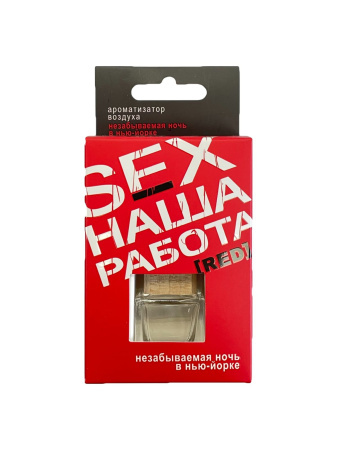 ароматизатор
воздуха
незабываемая ночь
в нью-йорке
SEX
НАША
РАБОТА
[RED]
незабываемая ночь
в нью-йорке